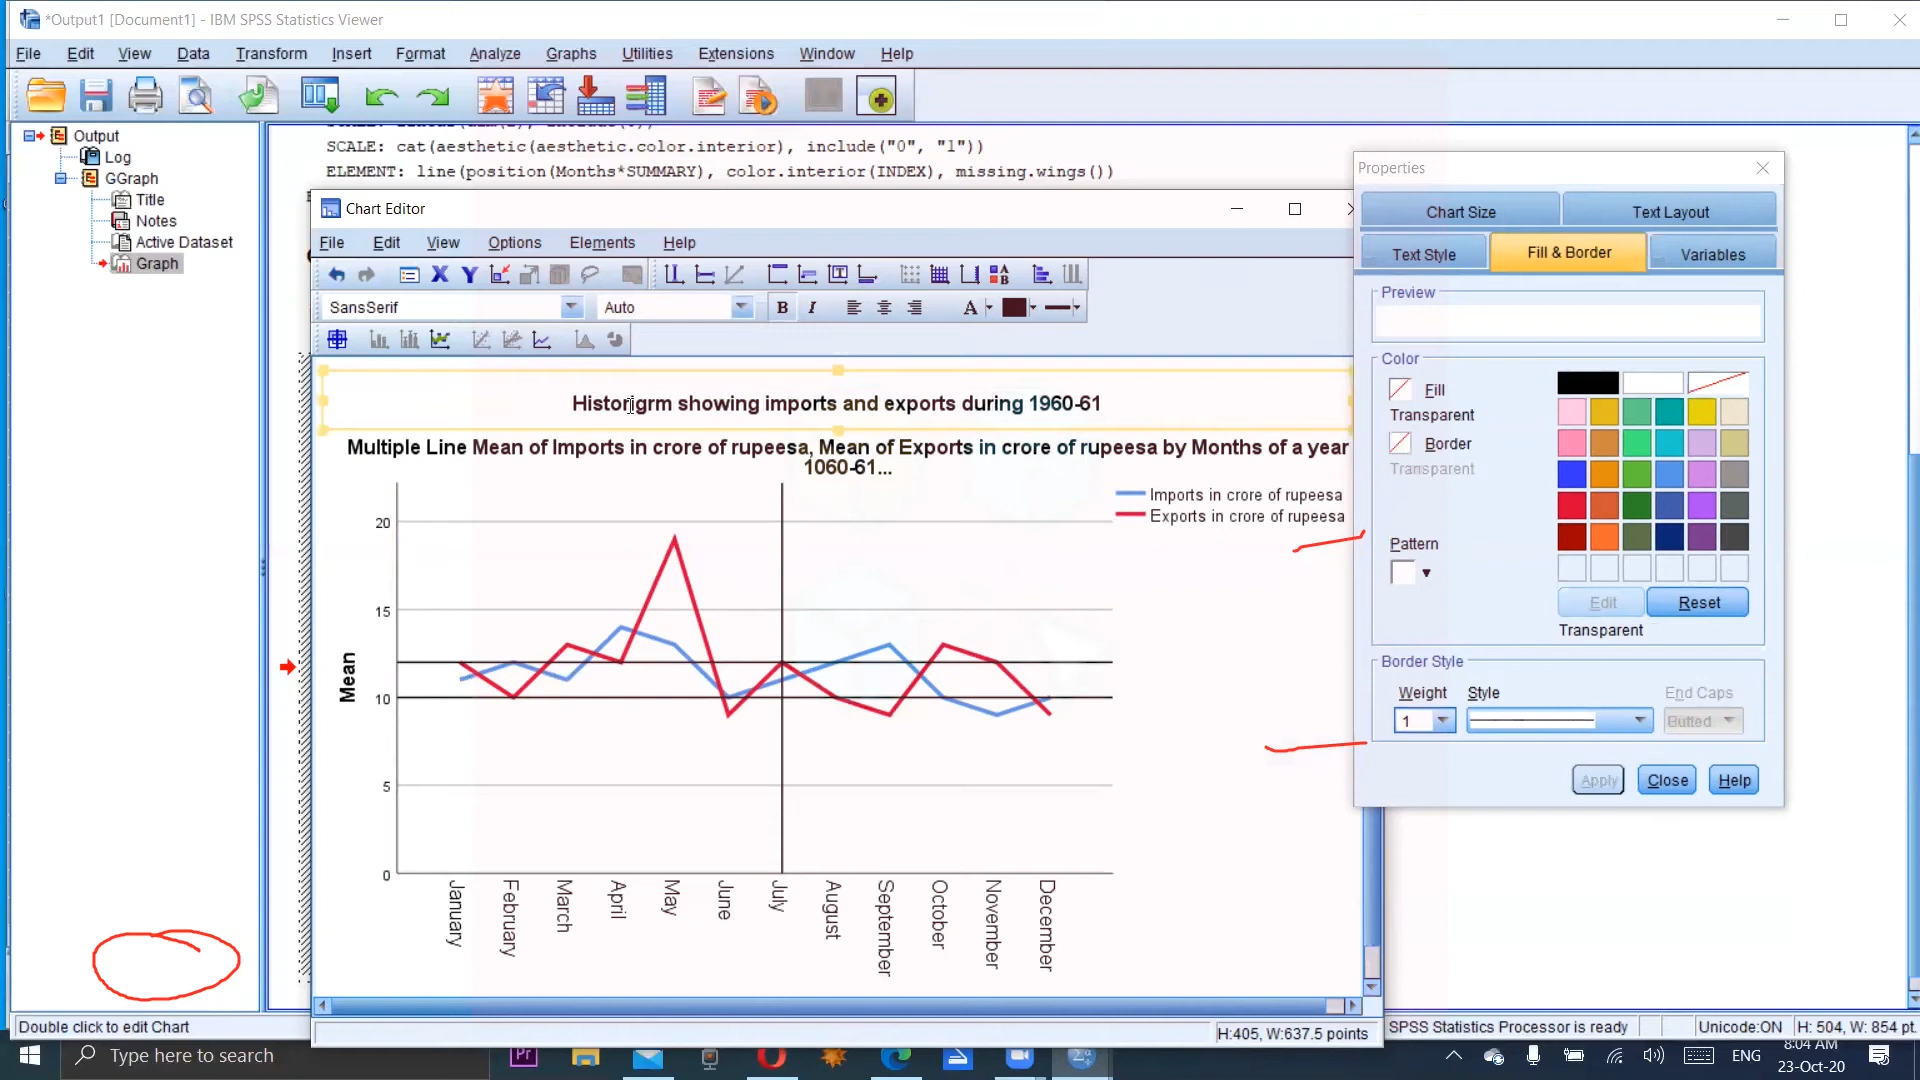 *Output1 [Document1] - IBM SPSS Statistics Viewer
File Edit View Data Transform Insert Format Analyze Graphs Utilities Extensions Window Help
Output
Log
GGraph
Title
Notes
Active Dataset
Graph
SCALE: cat(aesthetic(aesthetic.color.interior), include("0", "1"))
ELEMENT: line(position(Months*SUMMARY), color.interior(INDEX), missing.wings())
Chart Editor
File Edit View Options Elements Help
SansSerif Auto B I A
Historigrm showing imports and exports during 1960-61
Multiple Line Mean of Imports in crore of rupeesa, Mean of Exports in crore of rupeesa by Months of a year
1060-61...
Imports in crore of rupeesa
Exports in crore of rupeesa
Mean
20
15
10
5
0
January February March April May June July August September October November December
H:405, W:637.5 points
Properties
Chart Size Text Layout
Text Style Fill & Border Variables
Preview
Color
Fill
Transparent
Border
Transparent
Pattern
Edit Reset
Transparent
Border Style
Weight Style End Caps
1 Butted
Apply Close Help
Double click to edit Chart
SPSS Statistics Processor is ready Unicode:ON H: 504, W: 854 pt.
Type here to search
Pr
ENG
8:04 AM
23-Oct-20